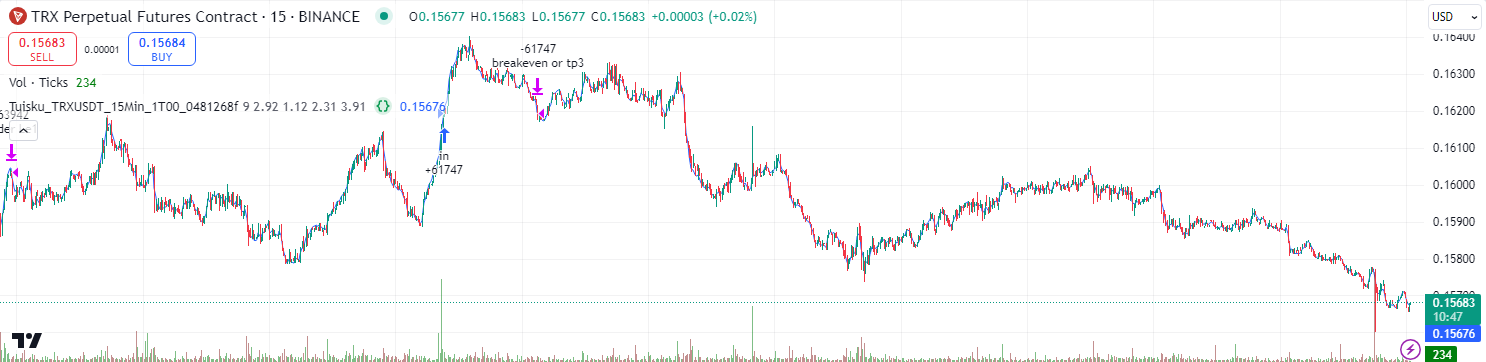 TRX Perpetual Futures Contract · 15 · BINANCE O0.15677 H0.15683 L0.15677 C0.15683 +0.00003 (+0.02%)
USD
0.15683
SELL
0.00001
0.15684
BUY
Vol · Ticks 234
Tuisku_TRXUSDT_15Min_1T00_0481268f 9 2.92 1.12 2.31 3.91 {} 0.15676
-61747
breakeven or tp3
in
+61747
0.16400
0.16300
0.16200
0.16100
0.16000
0.15900
0.15800
0.15683
10:47
0.15676
234